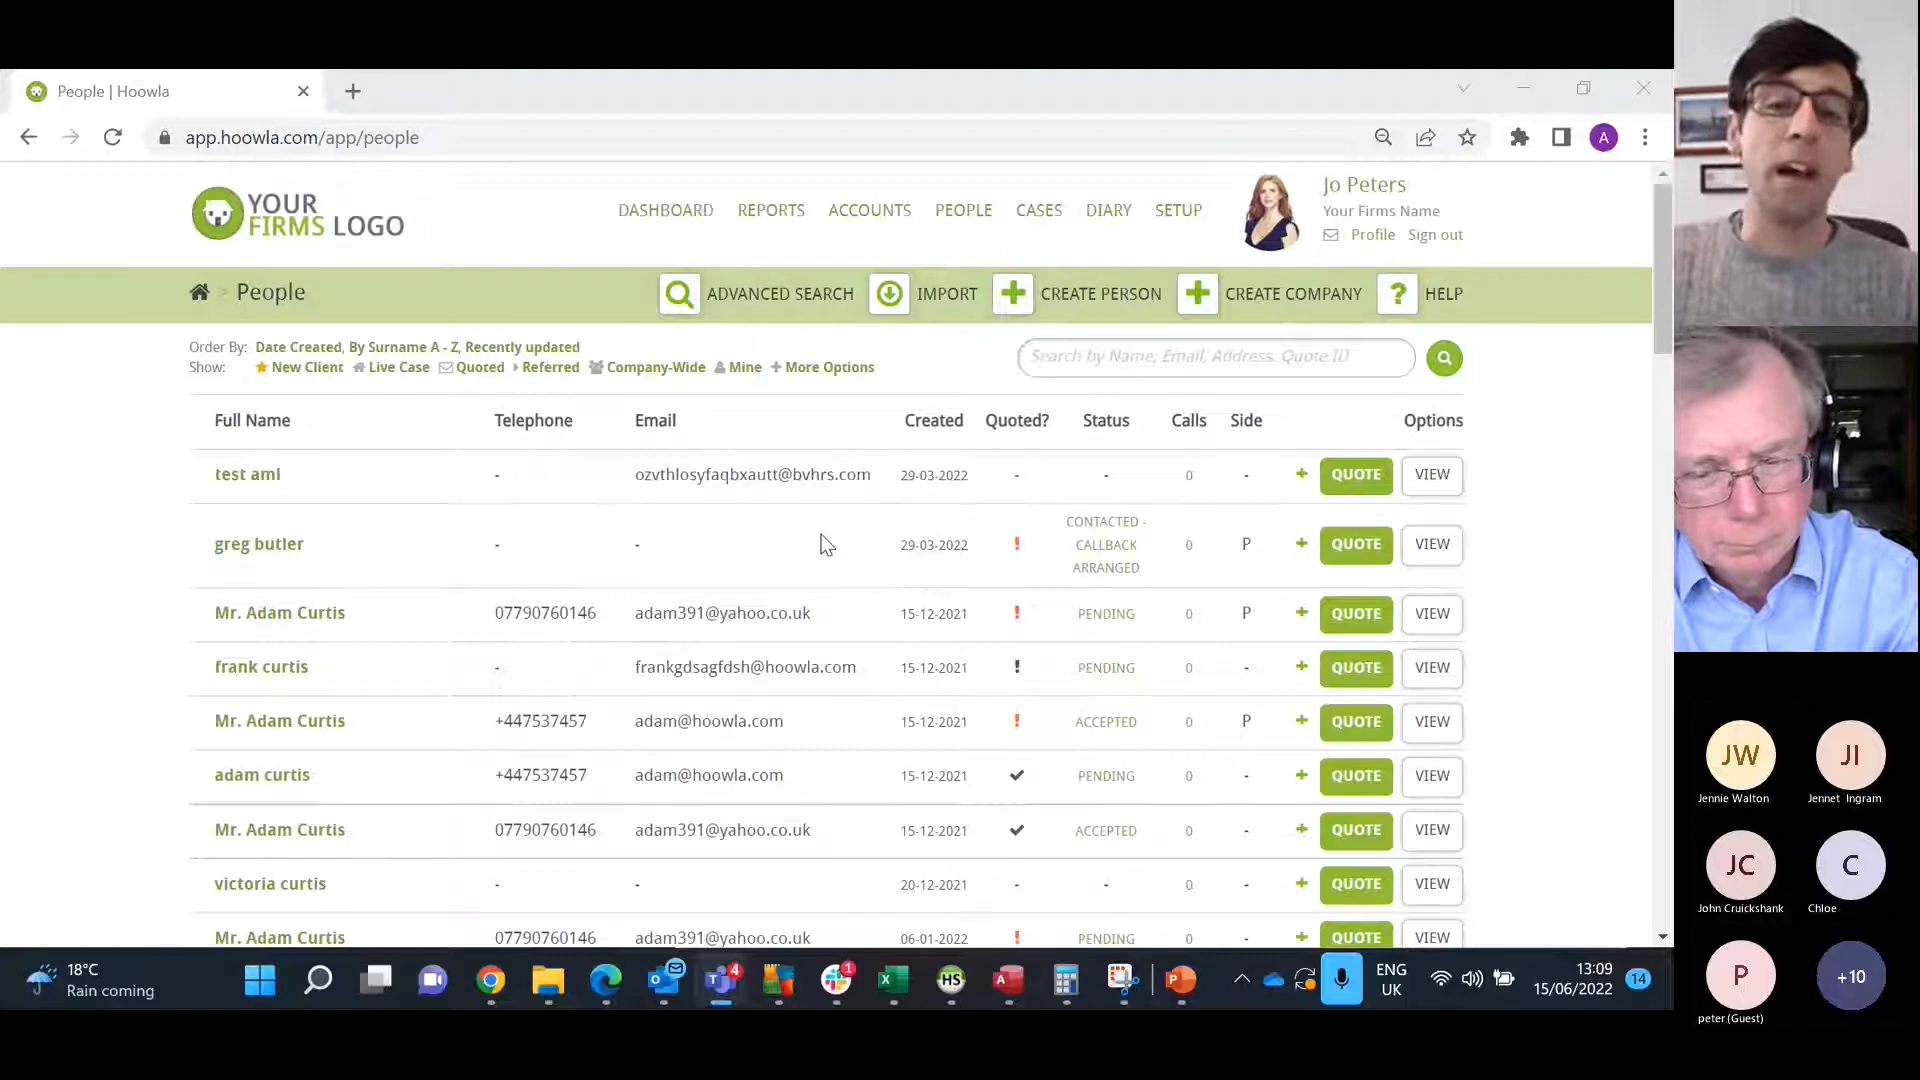 People | Hoowla
app.hoowla.com/app/people
A
YOUR
FIRMS LOGO
DASHBOARD REPORTS ACCOUNTS PEOPLE CASES DIARY SETUP
Jo Peters
Your Firms Name
Profile Sign out
> People
ADVANCED SEARCH IMPORT CREATE PERSON CREATE COMPANY ? HELP
Order By: Date Created, By Surname A - Z, Recently updated
Show: New Client Live Case Quoted Referred Company-Wide Mine More Options
Search by Name, Email, Address, Quote ID
Full Name Telephone Email Created Quoted? Status Calls Side Options
test aml - ozvthlosyfaqbxautt@bvhrs.com 29-03-2022 - - 0 - + QUOTE VIEW
greg butler - - 29-03-2022 ! CONTACTED - CALLBACK ARRANGED 0 P + QUOTE VIEW
Mr. Adam Curtis 07790760146 adam391@yahoo.co.uk 15-12-2021 ! PENDING 0 P + QUOTE VIEW
frank curtis - frankgdsagfdsh@hoowla.com 15-12-2021 ! PENDING 0 - + QUOTE VIEW
Mr. Adam Curtis +447537457 adam@hoowla.com 15-12-2021 ! ACCEPTED 0 P + QUOTE VIEW
adam curtis +447537457 adam@hoowla.com 15-12-2021 ✔ PENDING 0 - + QUOTE VIEW
Mr. Adam Curtis 07790760146 adam391@yahoo.co.uk 15-12-2021 ✔ ACCEPTED 0 - + QUOTE VIEW
victoria curtis - - 20-12-2021 - - 0 - + QUOTE VIEW
Mr. Adam Curtis 07790760146 adam391@yahoo.co.uk 06-01-2022 ! PENDING 0 - + QUOTE VIEW
18°C
Rain coming
4
1
HS
ENG
UK
13:09
15/06/2022
14
JW
Jennie Walton
JI
Jennet Ingram
JC
John Cruickshank
C
Chloe
P
peter (Guest)
+10